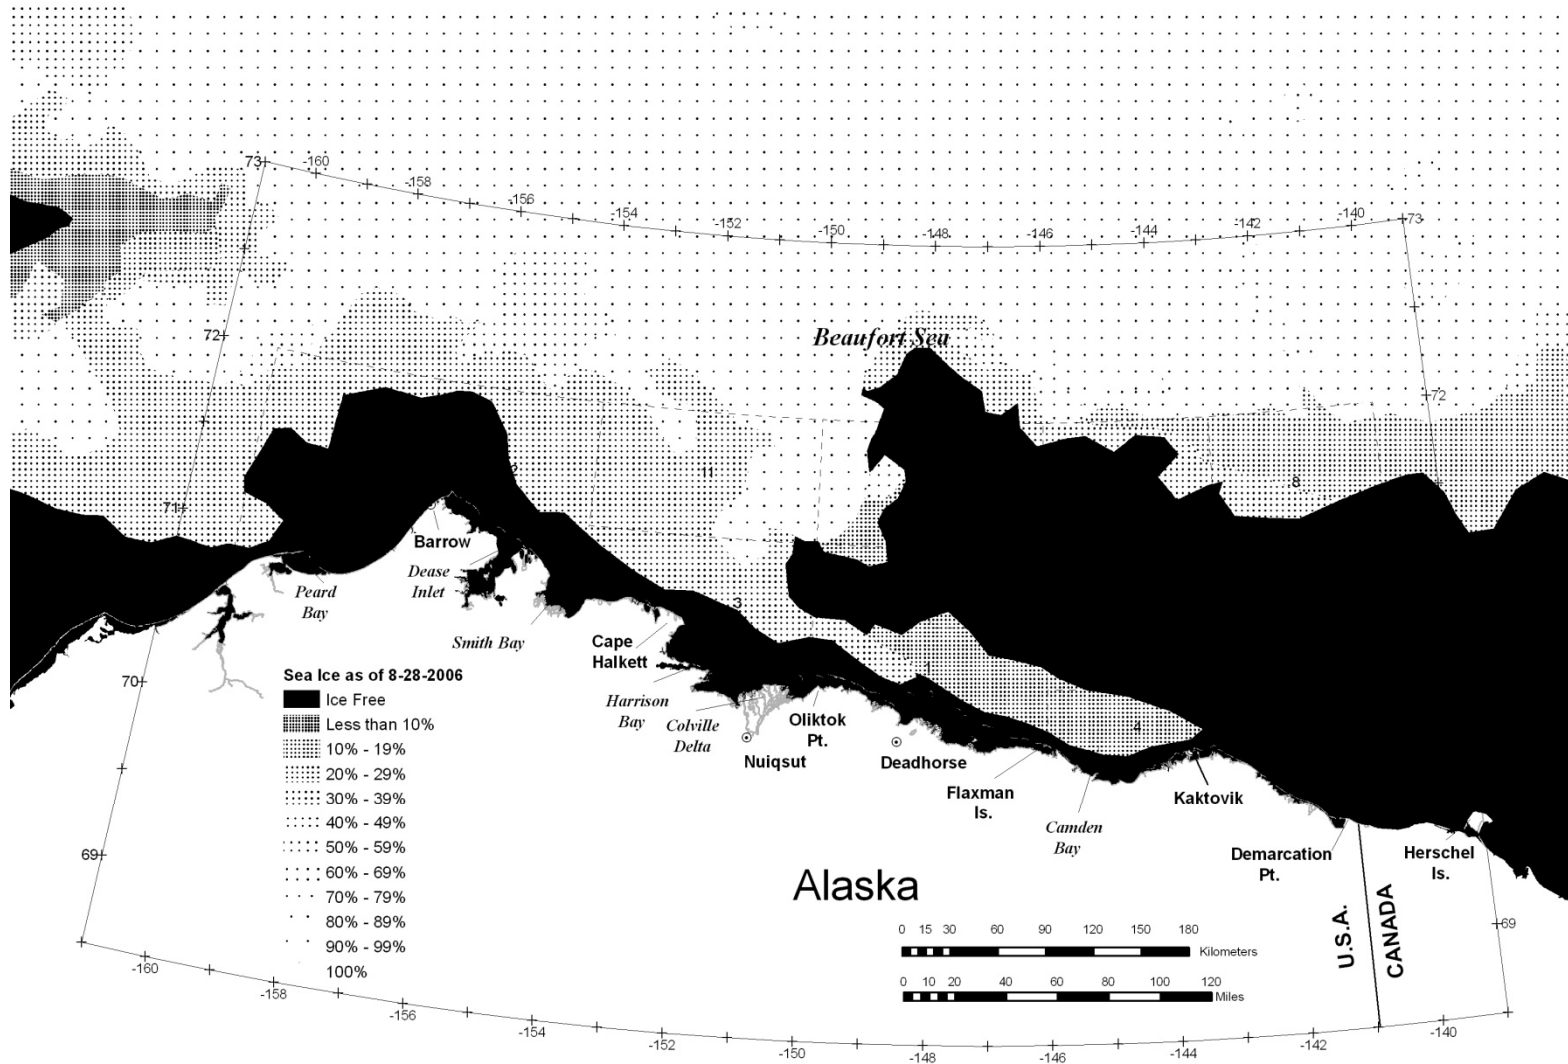 73
-160
-158
-156
-154
-152
-150
-148
-146
-144
-142
-140
73
72
Beaufort Sea
72
2
11
8
71
Barrow
Dease
Inlet
Peard
Bay
3
Smith Bay
Cape
Halkett
1
70
Sea Ice as of 8-28-2006
Ice Free
Less than 10%
10% - 19%
20% - 29%
30% - 39%
40% - 49%
50% - 59%
60% - 69%
70% - 79%
80% - 89%
90% - 99%
100%
Harrison
Bay
Colville
Delta
Oliktok
Pt.
4
Nuiqsut
Deadhorse
Flaxman
Is.
Kaktovik
Camden
Bay
Demarcation
Pt.
Herschel
Is.
69
Alaska
U.S.A.
CANADA
69
0 15 30 60 90 120 150 180
Kilometers
0 10 20 40 60 80 100 120
Miles
-160
-158
-156
-154
-152
-150
-148
-146
-144
-142
-140